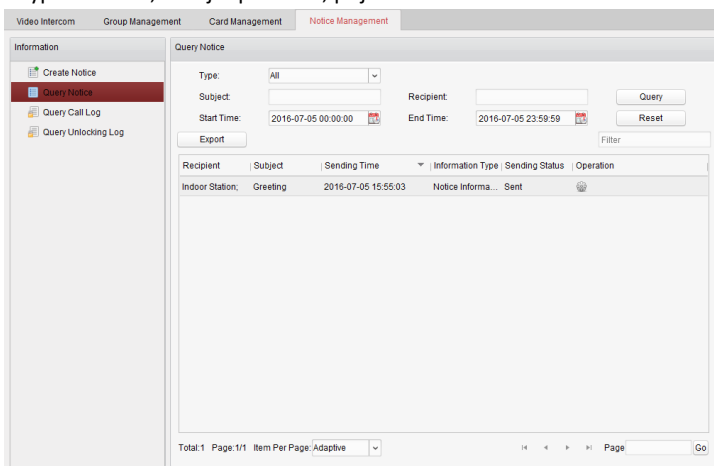 Video Intercom Group Management Card Management Notice Management
Information
Create Notice
Query Notice
Query Call Log
Query Unlocking Log
Query Notice
Type: All
Subject: Recipient: Query
Start Time: 2016-07-05 00:00:00 End Time: 2016-07-05 23:59:59 Reset
Export Filter
Recipient Subject Sending Time Information Type Sending Status Operation
Indoor Station; Greeting 2016-07-05 15:55:03 Notice Informa... Sent
Total:1 Page:1/1 Item Per Page: Adaptive Page Go